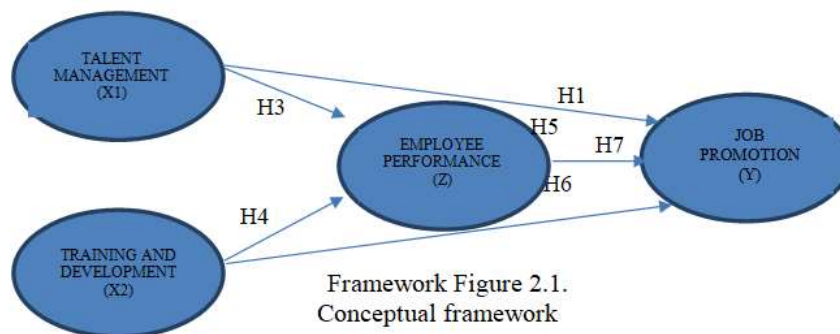 TALENT
MANAGEMENT
(X1)
H3
H1
EMPLOYEE
PERFORMANCE
(Z)
H5
H7
H6
JOB
PROMOTION
(Y)
H4
TRAINING AND
DEVELOPMENT
(X2)
Framework Figure 2.1.
Conceptual framework